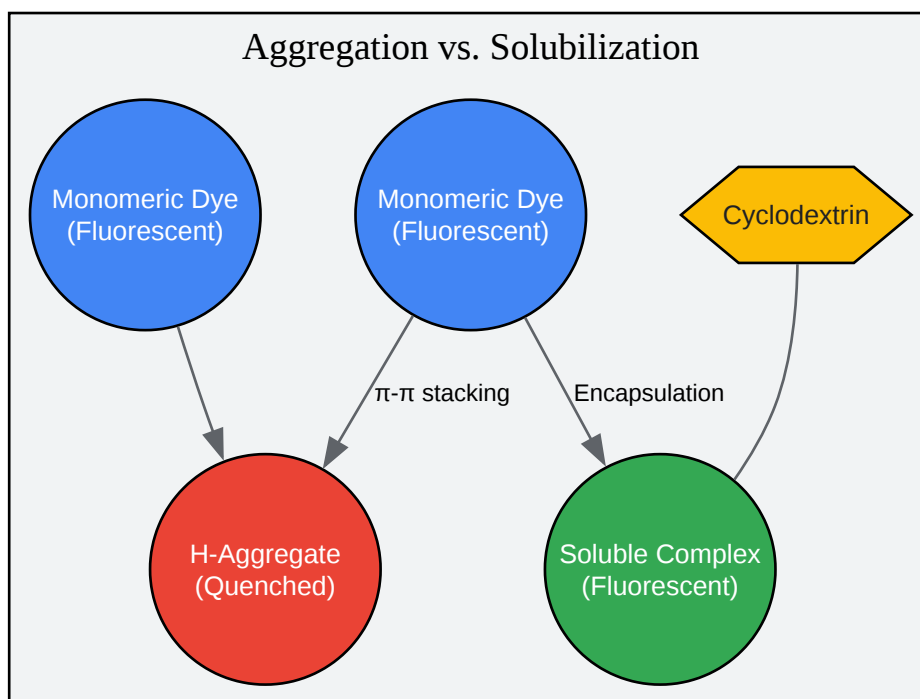 Aggregation vs. Solubilization
Monomeric Dye
(Fluorescent)
Monomeric Dye
(Fluorescent)
Cyclodextrin
π-π stacking
Encapsulation
H-Aggregate
(Quenched)
Soluble Complex
(Fluorescent)